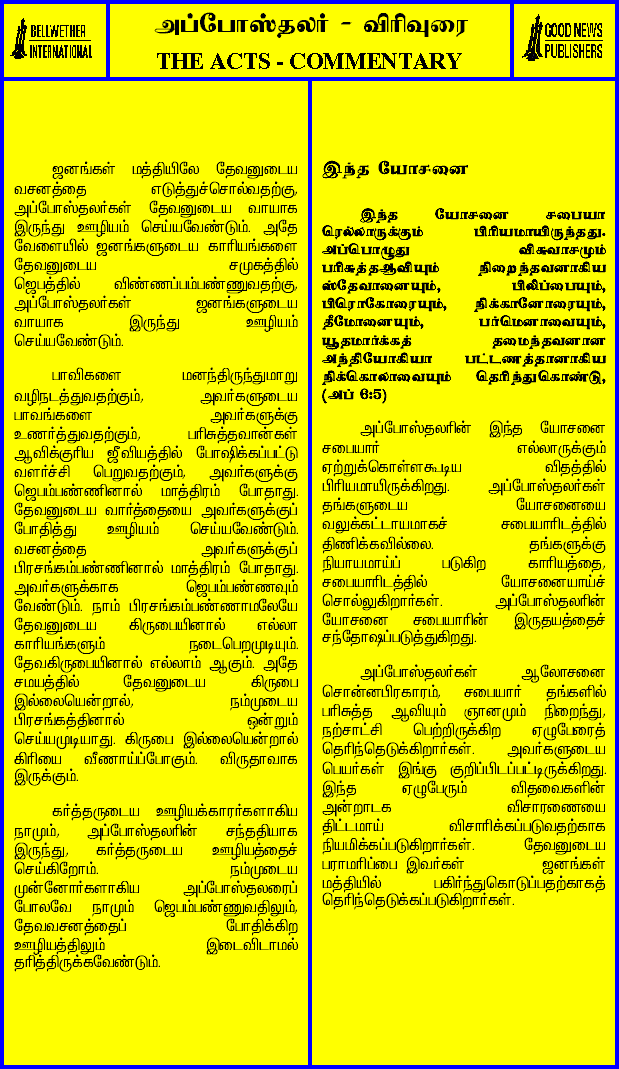 BELLWETHER
INTERNATIONAL
அப்போஸ்தலர் - விரிவுரை
THE ACTS - COMMENTARY
GOOD NEWS
PUBLISHERS
ஜனங்கள் மத்தியிலே தேவனுடைய
வசனத்தை எடுத்துச்சொல்வதற்கு,
அப்போஸ்தலர்கள் தேவனுடைய வாயாக
இருந்து ஊழியம் செய்யவேண்டும். அதே
வேளையில் ஜனங்களுடைய காரியங்களை
தேவனுடைய சமுகத்தில்
ஜெபத்தில் விண்ணப்பம்பண்ணுவதற்கு,
அப்போஸ்தலர்கள் ஜனங்களுடைய
வாயாக இருந்து ஊழியம்
செய்யவேண்டும்.
பாவிகளை மனந்திருந்துமாறு
வழிநடத்துவதற்கும், அவர்களுடைய
பாவங்களை அவர்களுக்கு
உணர்த்துவதற்கும், பரிசுத்தவான்கள்
ஆவிக்குரிய ஜீவியத்தில் போஷிக்கப்பட்டு
வளர்ச்சி பெறுவதற்கும், அவர்களுக்கு
ஜெபம்பண்ணினால் மாத்திரம் போதாது.
தேவனுடைய வார்த்தையை அவர்களுக்குப்
போதித்து ஊழியம் செய்யவேண்டும்.
வசனத்தை அவர்களுக்குப்
பிரசங்கம்பண்ணினால் மாத்திரம் போதாது.
அவர்களுக்காக ஜெபம்பண்ணவும்
வேண்டும். நாம் பிரசங்கம்பண்ணாமலேயே
தேவனுடைய கிருபையினால் எல்லா
காரியங்களும் நடைபெறமுடியும்.
தேவகிருபையினால் எல்லாம் ஆகும். அதே
சமயத்தில் தேவனுடைய கிருபை
இல்லையென்றால், நம்முடைய
பிரசங்கத்தினால் ஒன்றும்
செய்யமுடியாது. கிருபை இல்லையென்றால்
கிரியை வீணாய்ப்போகும். விருதாவாக
இருக்கும்.
கர்த்தருடைய ஊழியக்காரர்களாகிய
நாமும், அப்போஸ்தலரின் சந்ததியாக
இருந்து, கர்த்தருடைய ஊழியத்தைச்
செய்கிறோம். நம்முடைய
முன்னோர்களாகிய அப்போஸ்தலரைப்
போலவே நாமும் ஜெபம்பண்ணுவதிலும்,
தேவவசனத்தைப் போதிக்கிற
ஊழியத்திலும் இடைவிடாமல்
தரித்திருக்கவேண்டும்.
இந்த யோசனை
இந்த யோசனை சபையா
ரெல்லாருக்கும் பிரியமாயிருந்தது.
அப்பொழுது விசுவாசமும்
பரிசுத்தஆவியும் நிறைந்தவனாகிய
ஸ்தேவானையும், பிலிப்பையும்,
பிரொகோரையும், நிக்கானோரையும்,
தீமோனையும், பர்மெனாவையும்,
யூதமார்க்கத் தமைந்தவனான
அந்தியோகியா பட்டணத்தானாகிய
நிக்கொலாவையும் தெரிந்துகொண்டு,
(அப் 6:5)
அப்போஸ்தலரின் இந்த யோசனை
சபையார் எல்லாருக்கும்
ஏற்றுக்கொள்ளகூடிய விதத்தில்
பிரியமாயிருக்கிறது. அப்போஸ்தலர்கள்
தங்களுடைய யோசனையை
வலுக்கட்டாயமாகச் சபையாரிடத்தில்
திணிக்கவில்லை. தங்களுக்கு
நியாயமாய்ப் படுகிற காரியத்தை,
சபையாரிடத்தில் யோசனையாய்ச்
சொல்லுகிறார்கள். அப்போஸ்தலரின்
யோசனை சபையாரின் இருதயத்தைச்
சந்தோஷப்படுத்துகிறது.
அப்போஸ்தலர்கள் ஆலோசனை
சொன்னபிரகாரம், சபையார் தங்களில்
பரிசுத்த ஆவியும் ஞானமும் நிறைந்து,
நற்சாட்சி பெற்றிருக்கிற ஏழுபேரைத்
தெரிந்தெடுக்கிறார்கள். அவர்களுடைய
பெயர்கள் இங்கு குறிப்பிடப்பட்டிருக்கிறது.
இந்த ஏழுபேரும் விதவைகளின்
அன்றாடக விசாரணையை
திட்டமாய் விசாரிக்கப்படுவதற்காக
நியமிக்கப்படுகிறார்கள். தேவனுடைய
பராமரிப்பை இவர்கள் ஜனங்கள்
மத்தியில் பகிர்ந்துகொடுப்பதற்காகத்
தெரிந்தெடுக்கப்படுகிறார்கள்.